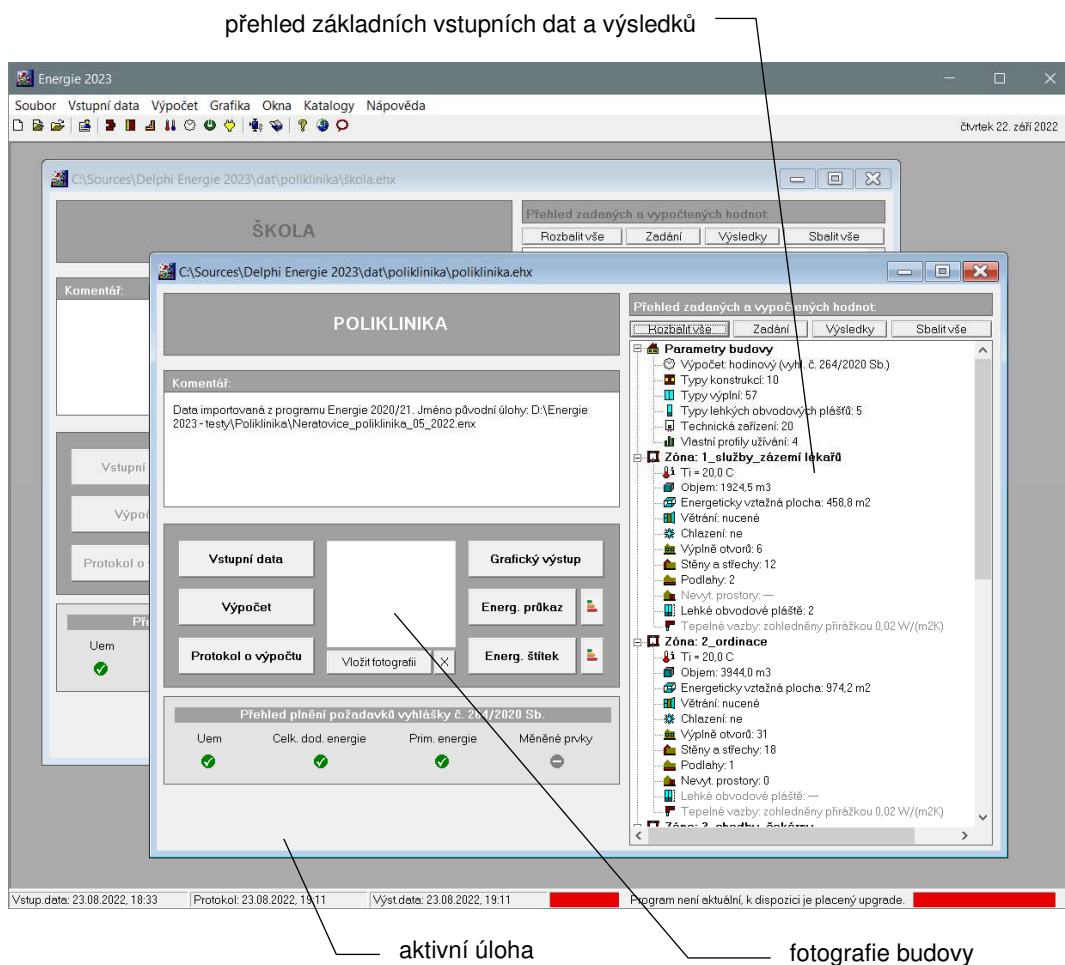 přehled základních vstupních dat a výsledků
Energie 2023
Soubor Vstupní data Výpočet Grafika Okna Katalogy Nápověda
čtvrtek 22. září 2022
C:\Sources\Delphi Energie 2023\dat\poliklinika\škola.ehx
ŠKOLA
Přehled zadaných a vypočtených hodnot:
Rozbalit vše Zadání Výsledky Sbalit vše
Komentář:
Vstupní
Protokol o
Uem
C:\Sources\Delphi Energie 2023\dat\poliklinika\poliklinika.ehx
POLIKLINIKA
Komentář:
Data importovaná z programu Energie 2020/21. Jméno původní úlohy: D:\Energie
2023 - testy\Poliklinika\Neratovice_poliklinika_05_2022.enx
Vstupní data
Grafický výstup
Výpočet
Energ. průkaz
Protokol o výpočtu
Vložit fotografii X
Energ. štítek
Přehled plnění požadavků vyhlášky č. 264/2020 Sb.
Uem Celk. dod. energie Prim. energie Měněné prvky
Přehled zadaných a vypočtených hodnot:
Rozbalit vše Zadání Výsledky Sbalit vše
Parametry budovy
Výpočet: hodinový (vyhl. č. 264/2020 Sb.)
Typy konstrukcí: 10
Typy výplní: 57
Typy lehkých obvodových plášťů: 5
Technická zařízení: 20
Vlastní profily užívání: 4
Zóna: 1_služby_zázemí lékařů
Ti = 20,0 C
Objem: 1924,5 m3
Energeticky vztažná plocha: 458,8 m2
Větrání: nucené
Chlazení: ne
Výplně otvorů: 6
Stěny a střechy: 12
Podlahy: 2
Nevyt. prostory: —
Lehké obvodové pláště: 2
Tepelné vazby: zohledněny přirážkou 0,02 W/(m2K)
Zóna: 2_ordinace
Ti = 20,0 C
Objem: 3944,0 m3
Energeticky vztažná plocha: 974,2 m2
Větrání: nucené
Chlazení: ne
Výplně otvorů: 31
Stěny a střechy: 18
Podlahy: 1
Nevyt. prostory: 0
Lehké obvodové pláště: —
Tepelné vazby: zohledněny přirážkou 0,02 W/(m2K)
Vstup.data: 23.08.2022, 18:33 Protokol: 23.08.2022, 19:11 Výst.data: 23.08.2022, 19:11 Program není aktuální, k dispozici je placený upgrade.
aktivní úloha
fotografie budovy